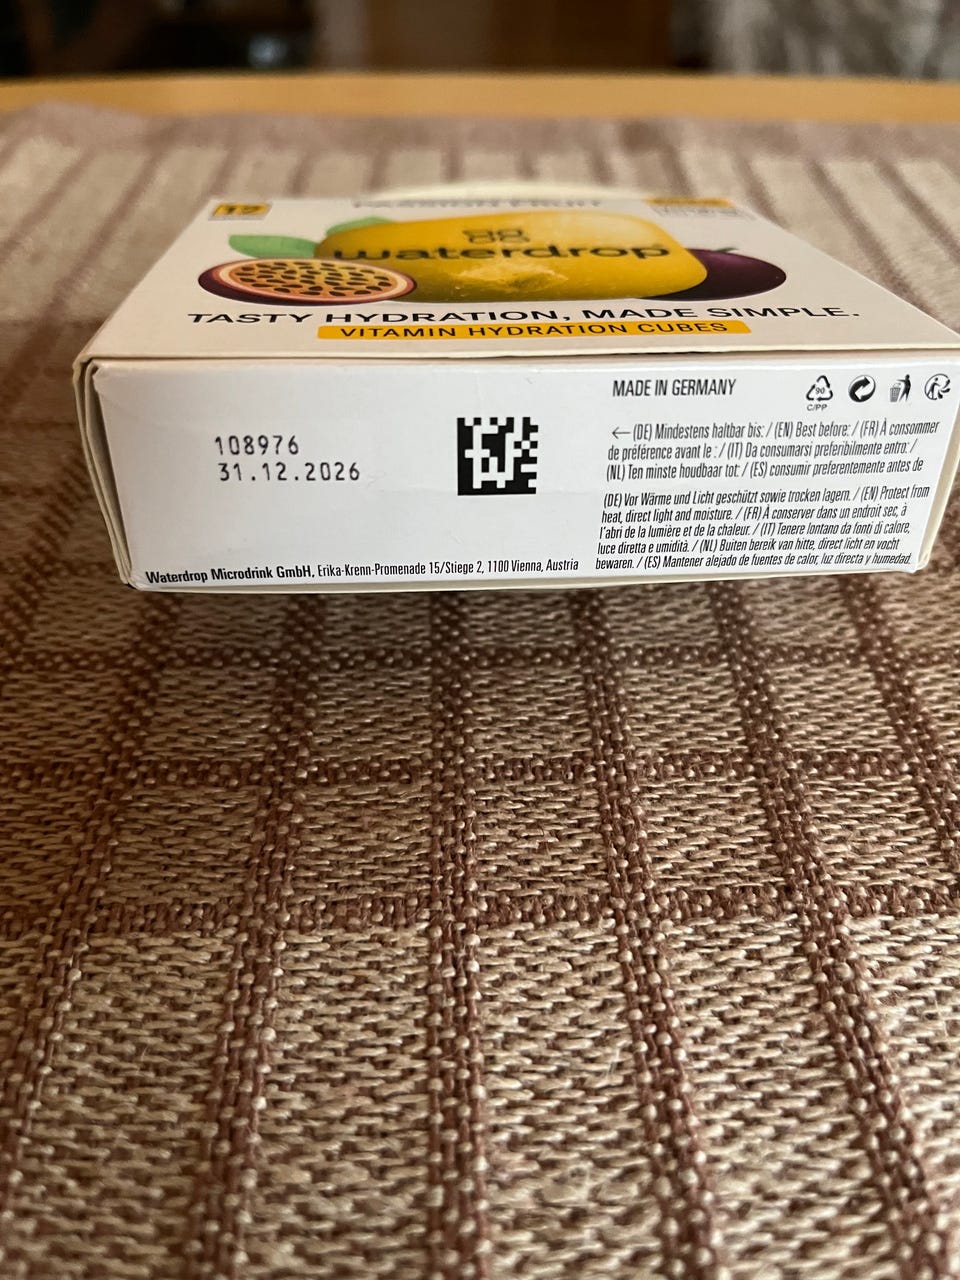 12
PASSION FRUIT
waterdrop
TASTY HYDRATION, MADE SIMPLE.
VITAMIN HYDRATION CUBES
108976
31.12.2026
Waterdrop Microdrink GmbH, Erika-Krenn-Promenade 15/Stiege 2, 1100 Vienna, Austria
MADE IN GERMANY
90
C/PP
←(DE) Mindestens haltbar bis: / (EN) Best before: / (FR) À consommer
de préférence avant le : / (IT) Da consumarsi preferibilmente entro: /
(NL) Ten minste houdbaar tot: / (ES) consumir preferentemente antes de
(DE) Vor Wärme und Licht geschützt sowie trocken lagern. / (EN) Protect from
heat, direct light and moisture. / (FR) À conserver dans un endroit sec, à
l'abri de la lumière et de la chaleur. / (IT) Tenere lontano da fonti di calore,
luce diretta e umidità. / (NL) Buiten bereik van hitte, direct licht en vocht
bewaren. / (ES) Mantener alejado de fuentes de calor, luz directa y humedad.